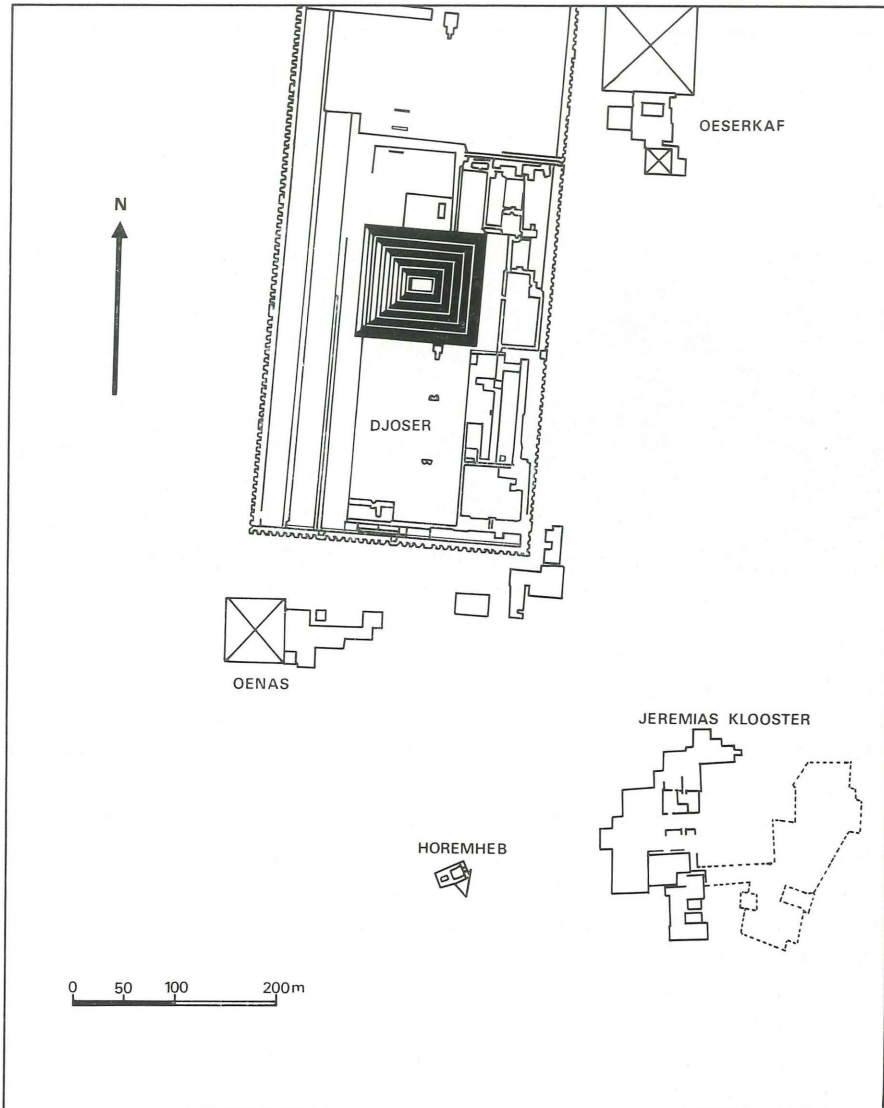 OESERKAF
N
DJOSER
OENAS
JEREMIAS KLOOSTER
HOREMHEB
0 50 100 200m